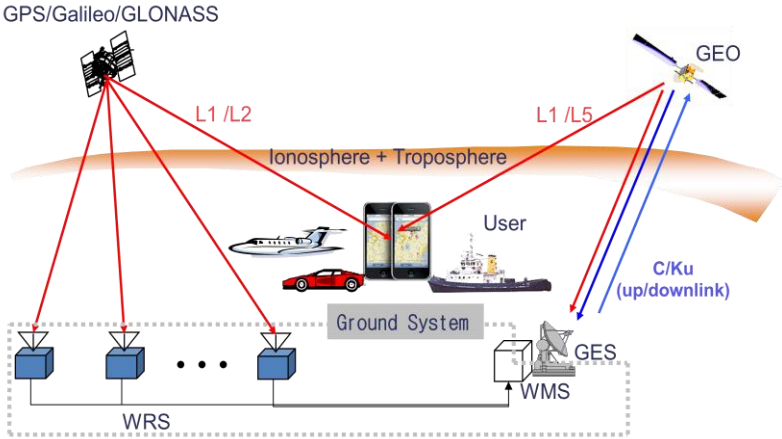 GPS/Galileo/GLONASS
GEO
L1 /L2
L1 /L5
Ionosphere + Troposphere
User
C/Ku
(up/downlink)
Ground System
GES
WMS
WRS